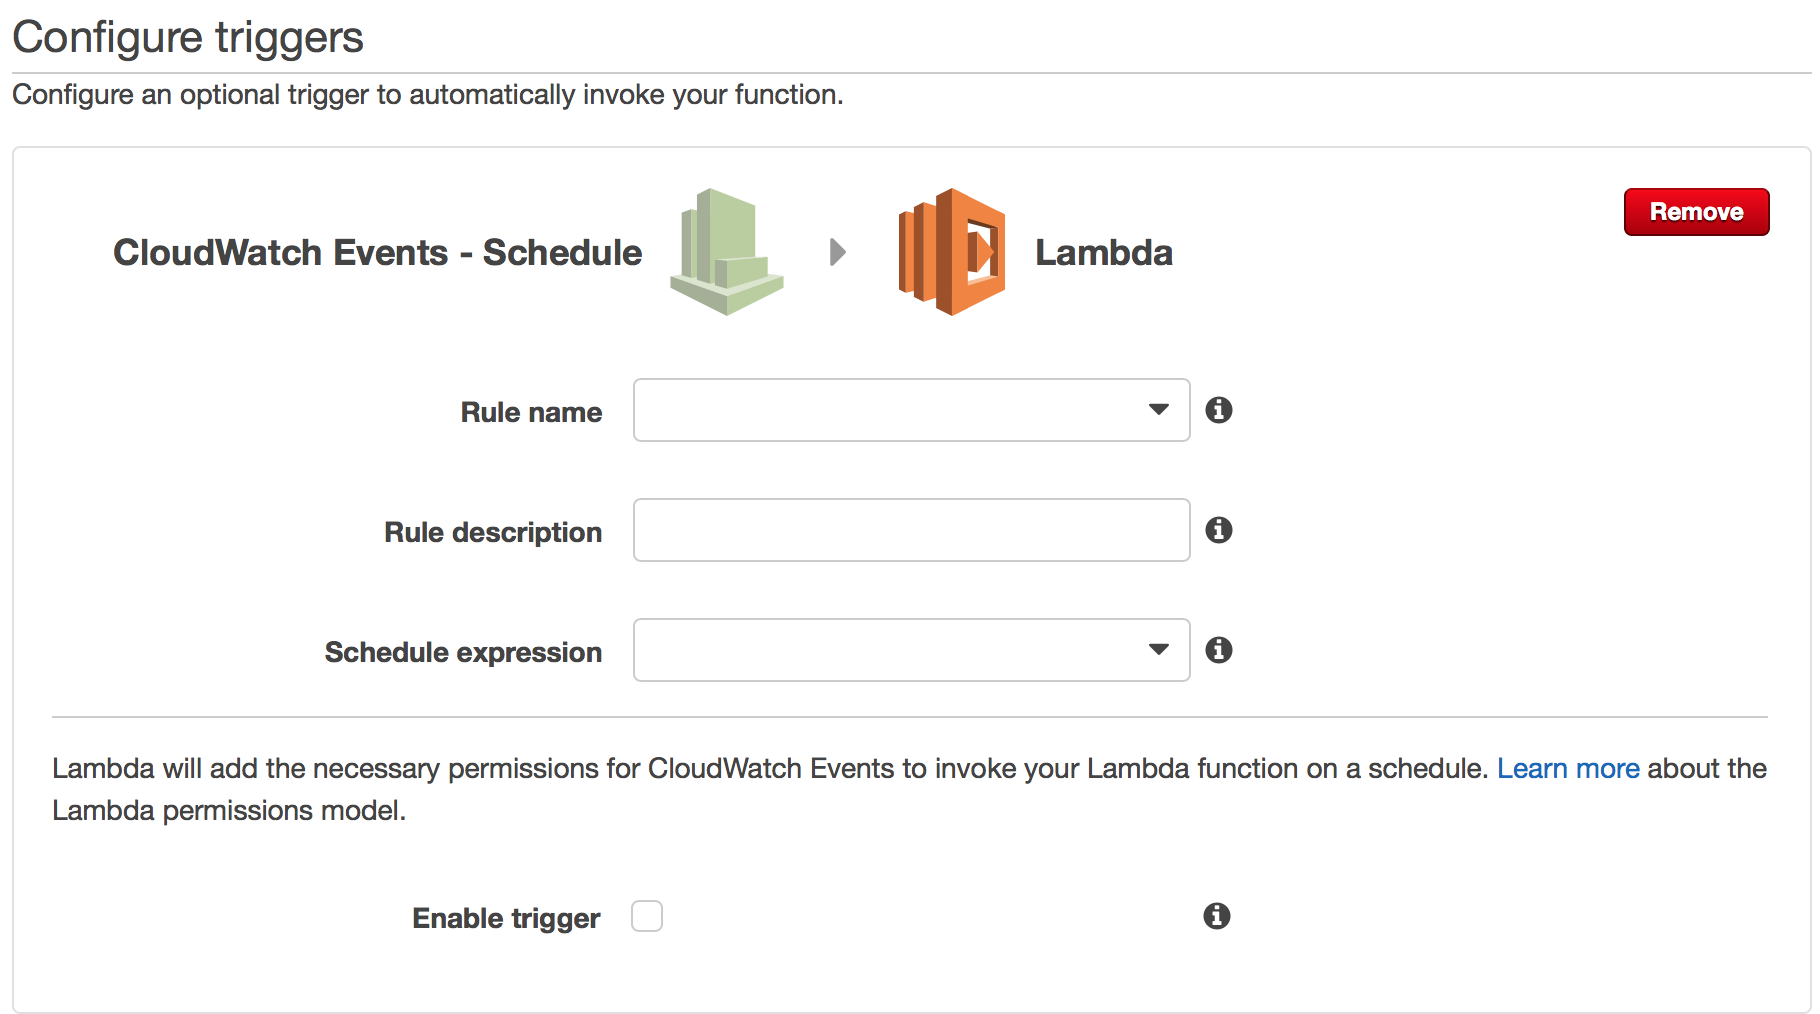 Configure triggers
Configure an optional trigger to automatically invoke your function.
CloudWatch Events - Schedule
Lambda
Remove
Rule name
Rule description
Schedule expression
Lambda will add the necessary permissions for CloudWatch Events to invoke your Lambda function on a schedule. Learn more about the
Lambda permissions model.
Enable trigger